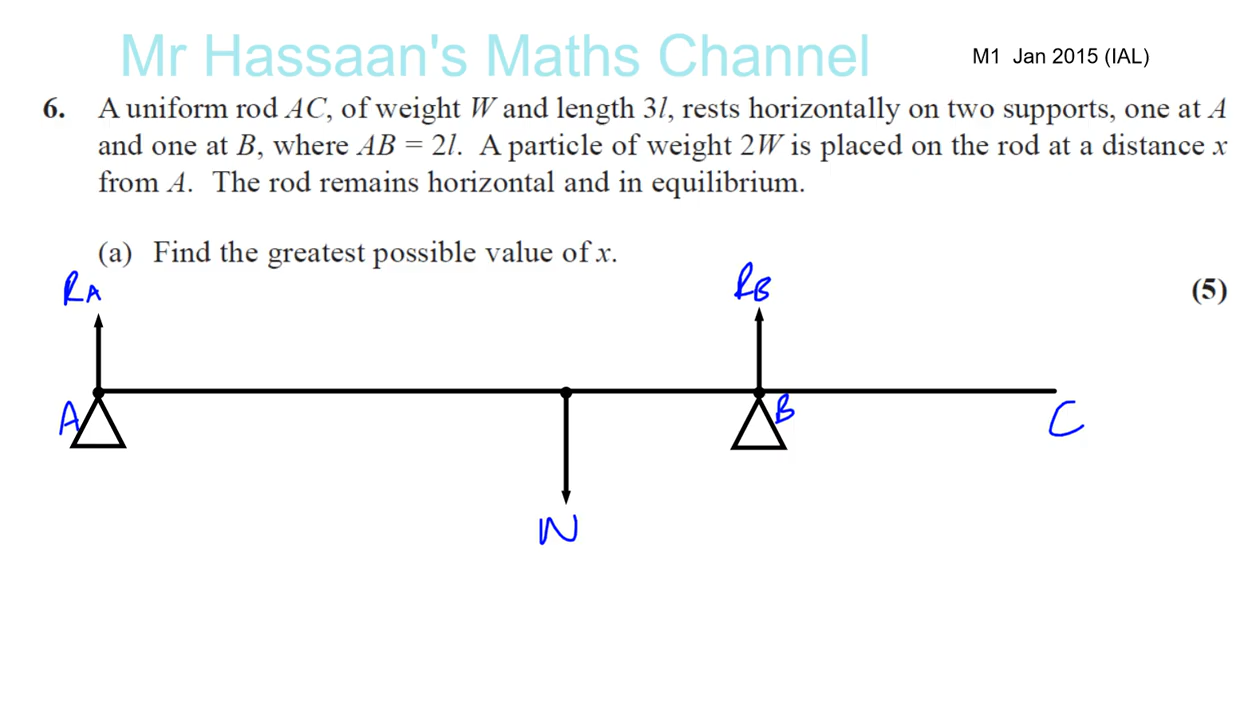 Mr Hassaan's Maths Channel
M1 Jan 2015 (IAL)
6. A uniform rod AC, of weight W and length 3l, rests horizontally on two supports, one at A
and one at B, where AB = 2l. A particle of weight 2W is placed on the rod at a distance x
from A. The rod remains horizontal and in equilibrium.
(a) Find the greatest possible value of x.
(5)
RA
RB
A
B
C
W